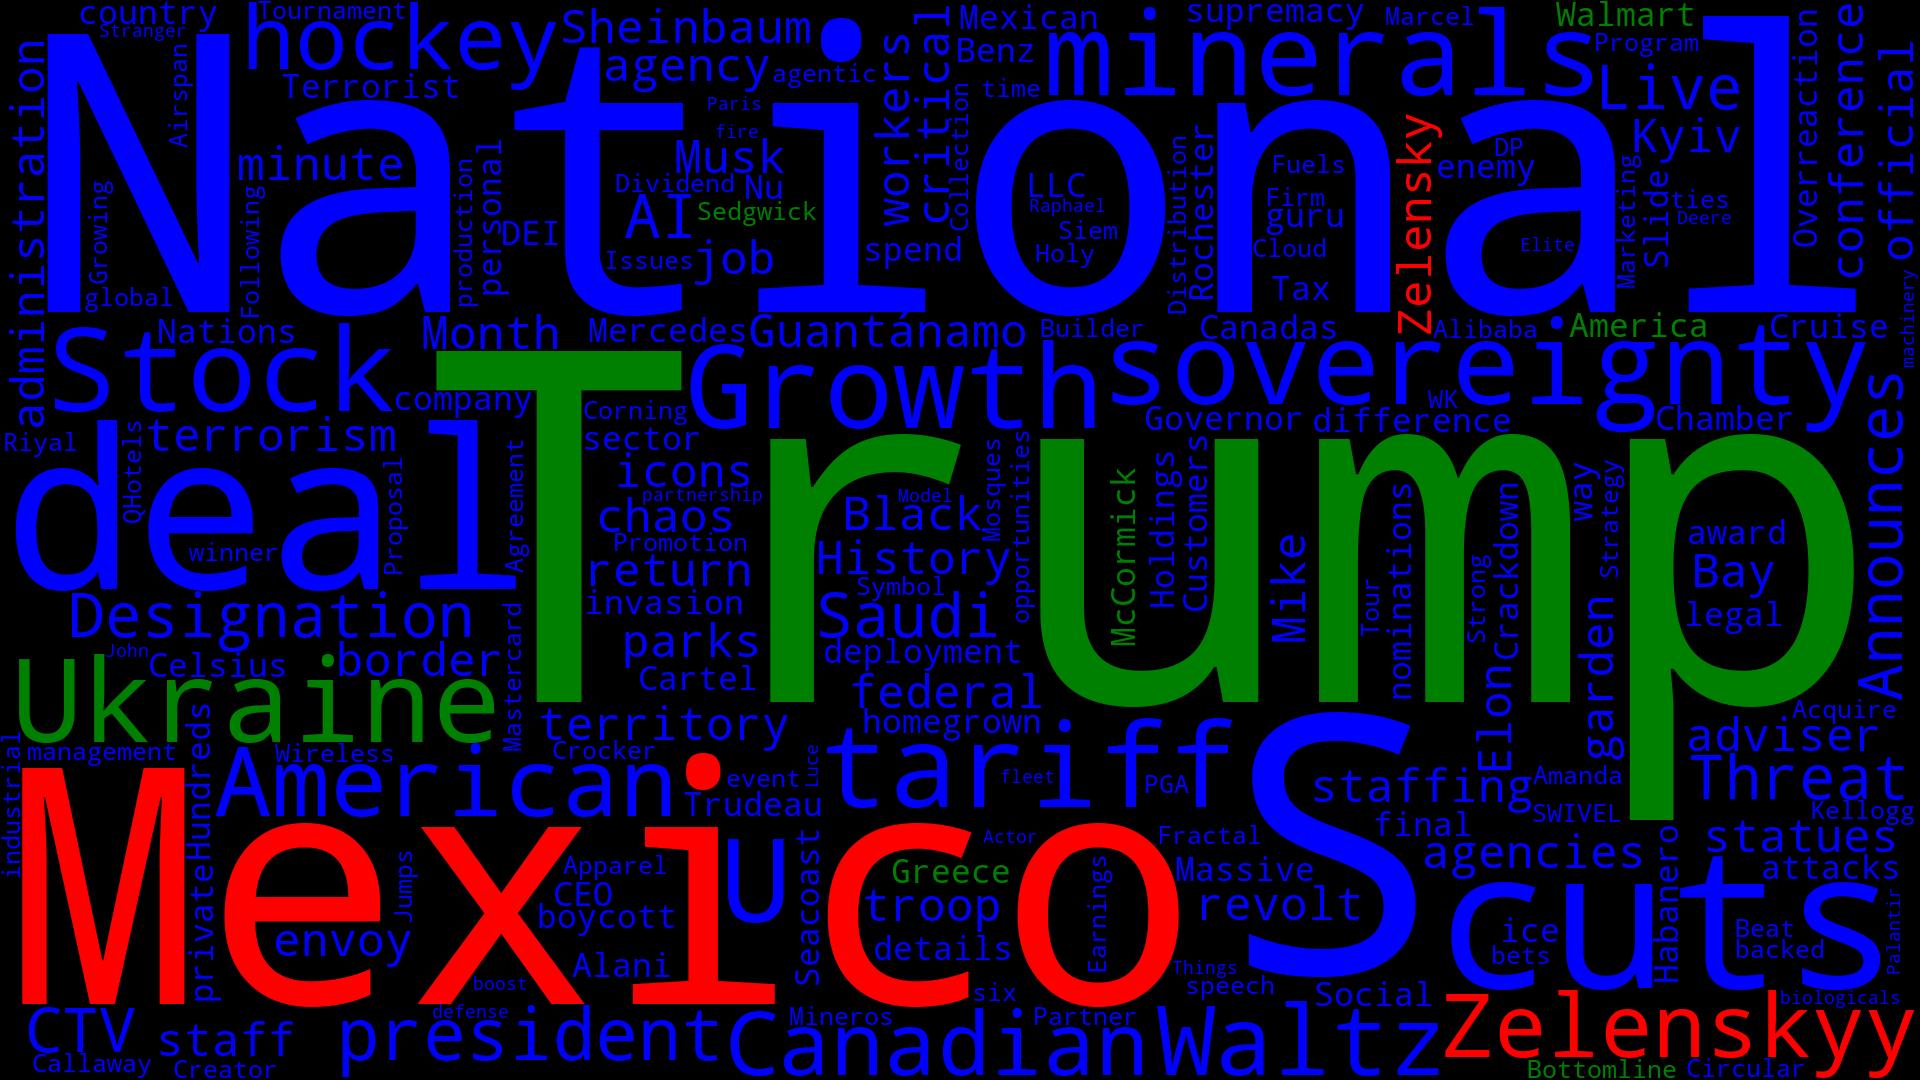 country
Stranger
Tournament
hockey
Sheinbaum
Mexican
supremacy
Marcel
Walmart
Terrorist
agency
agentic
Benz
minerals
Program
Live
National
Airspan
minute
Paris
fire
Musk
Dividend
Nu
AI
Sedgwick
DEI
Issues
job
workers
critical
Collection
time
spend
LLC
Raphael
Siem
Holy
Distribution
Rochester
Fuels
Firm
guru
Cloud
Tax
Zelensky
DP
enemy
Elite
Kyiv
Marketing
Slide
ties
Deere
Overreaction
conference
official
machinery
administration
Growing
global
Following
production
personal
Nations
Month
Mercedes
Guantánamo
Builder
Canadas
Alibaba
America
Cruise
Stock
company
Growth
sovereignty
Corning
Governor
difference
WK
Chamber
Riyal
QHotels
terrorism
sector
deal
Trump
winner
Proposal
Agreement
icons
partnership
chaos
Promotion
return
invasion
parks
Cartel
Model
Black
Mosques
History
Symbol
Saudi
deployment
federal
homegrown
opportunities
McCormick
Holdings
Customers
Mike
Tour
nominations
Strong
Crackdown
Elon
way
Strategy
garden
award
Bay
legal
Announces
Designation
John
Celsius
border
Mastercard
Ukraine
territory
Crocker
Acquire
adviser
industrial
management
Hundreds
Wireless
American
event
Luce
Trudeau
tariff
fleet
PGA
S
staffing
Amanda
SWIVEL
Threat
Kellogg
final
agencies
statues
attacks
Mexico
private
Jumps
envoy
Apparel
CEO
boycott
Alani
boost
U
Seacoast
Actor
Greece
troop
details
Earnings
Fractal
Massive
revolt
Things
speech
six
Social
cuts
ice
bets
Habanero
Beat
backed
Palantir
CTV
Callaway
staff
Creator
defense
president
Canadian
Mineros
Partner
Waltz
Zelenskyy
biologicals
Bottomline
Circular